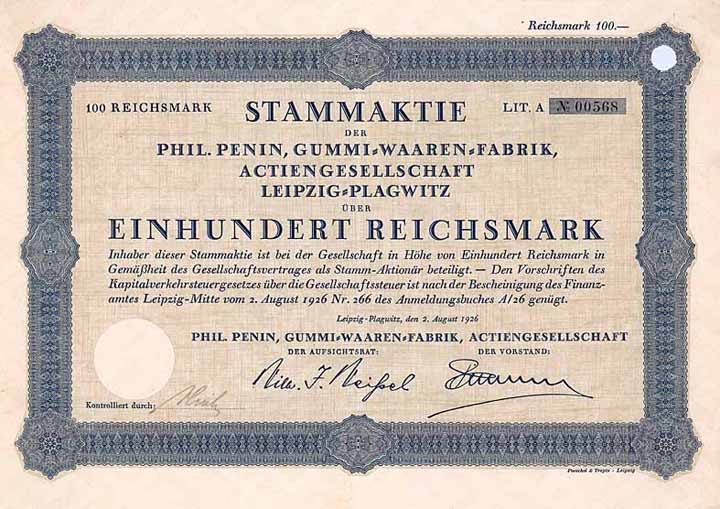 Reichsmark 100.—
100 REICHSMARK STAMMAKTIE LIT. A № 00568
DER
PHIL. PENIN, GUMMI=WAAREN=FABRIK,
ACTIENGESELLSCHAFT
LEIPZIG=PLAGWITZ
ÜBER
EINHUNDERT REICHSMARK
Inhaber dieser Stammaktie ist bei der Gesellschaft in Höhe von Einhundert Reichsmark in
Gemäßheit des Gesellschaftsvertrages als Stamm-Aktionär beteiligt. — Den Vorschriften des
Kapitalverkehrsteuergesetzes über die Gesellschaftssteuer ist nach der Bescheinigung des Finanz-
amtes Leipzig-Mitte vom 2. August 1926 Nr. 266 des Anmeldungsbuches A/26 genügt.
Leipzig-Plagwitz, den 2. August 1926
PHIL. PENIN, GUMMI=WAAREN=FABRIK, ACTIENGESELLSCHAFT
DER AUFSICHTSRAT: DER VORSTAND:
Kontrolliert durch:
Poeschel & Trepte - Leipzig